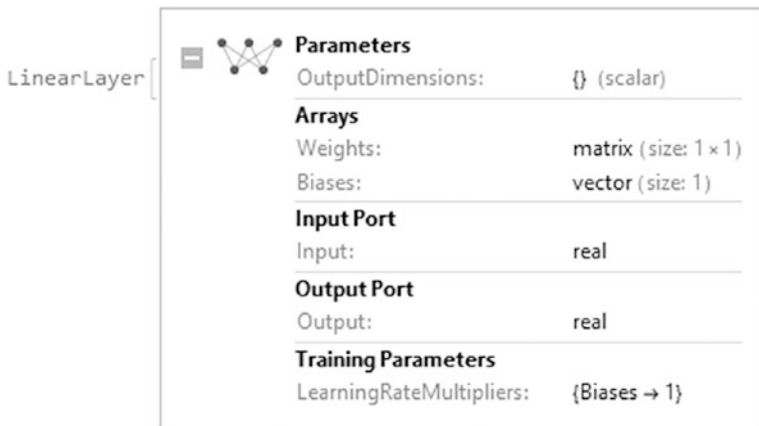 LinearLayer
Parameters
OutputDimensions: {} (scalar)
Arrays
Weights: matrix (size: 1 × 1)
Biases: vector (size: 1)
Input Port
Input: real
Output Port
Output: real
Training Parameters
LearningRateMultipliers: {Biases → 1}